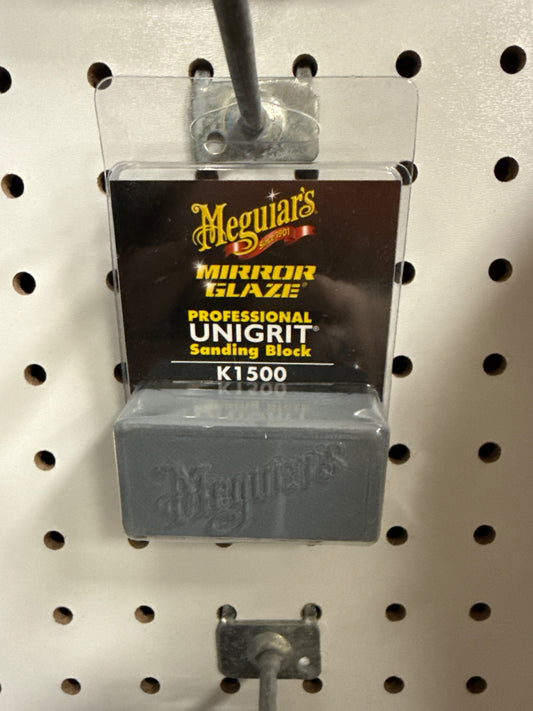 Meguiar's
SINCE 1901
MIRROR
GLAZE®
PROFESSIONAL
UNIGRIT®
Sanding Block
K1500
Meguiar's